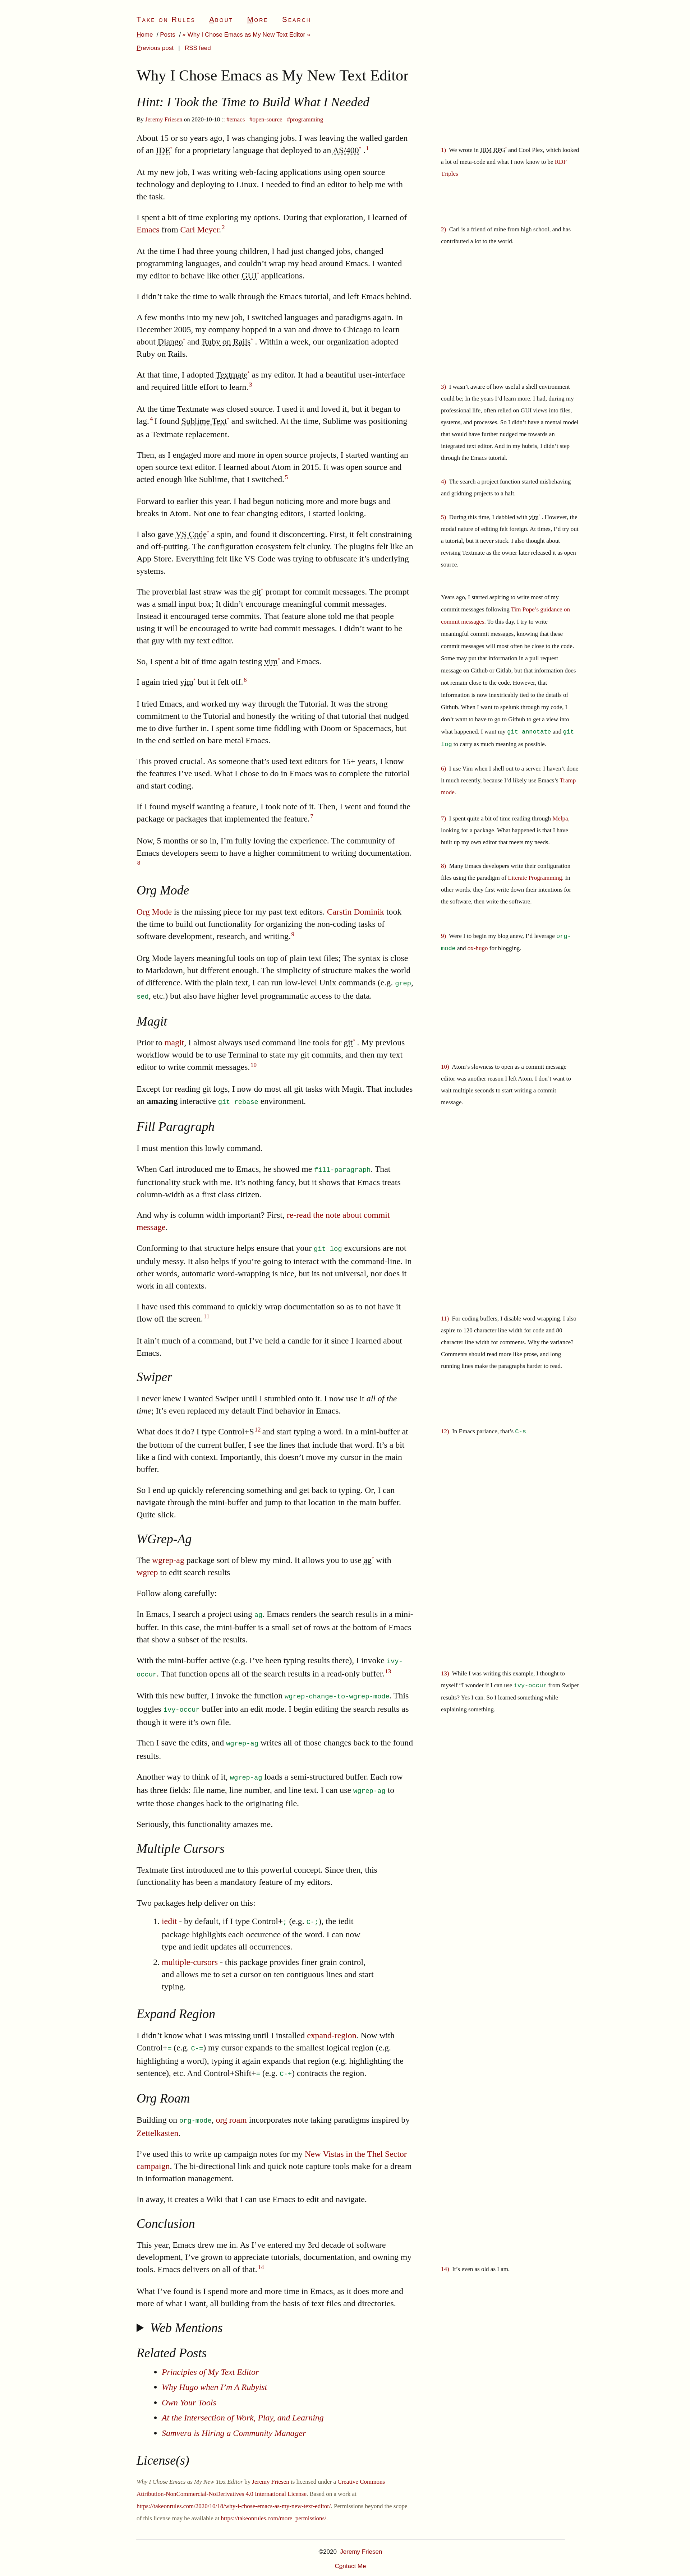 Take on Rules About More Search
Home / Posts / « Why I Chose Emacs as My New Text Editor »
Previous post | RSS feed
Why I Chose Emacs as My New Text Editor
Hint: I Took the Time to Build What I Needed
By Jeremy Friesen on 2020-10-18 :: #emacs #open-source #programming
About 15 or so years ago, I was changing jobs. I was leaving the walled garden
of an IDE° for a proprietary language that deployed to an AS/400° .1
1) We wrote in IBM RPG° and Cool Plex, which looked
a lot of meta-code and what I now know to be RDF
Triples
At my new job, I was writing web-facing applications using open source
technology and deploying to Linux. I needed to find an editor to help me with
the task.
I spent a bit of time exploring my options. During that exploration, I learned of
Emacs from Carl Meyer.2
2) Carl is a friend of mine from high school, and has
contributed a lot to the world.
At the time I had three young children, I had just changed jobs, changed
programming languages, and couldn’t wrap my head around Emacs. I wanted
my editor to behave like other GUI° applications.
I didn’t take the time to walk through the Emacs tutorial, and left Emacs behind.
A few months into my new job, I switched languages and paradigms again. In
December 2005, my company hopped in a van and drove to Chicago to learn
about Django° and Ruby on Rails° . Within a week, our organization adopted
Ruby on Rails.
At that time, I adopted Textmate° as my editor. It had a beautiful user-interface
and required little effort to learn.3
3) I wasn’t aware of how useful a shell environment
could be; In the years I’d learn more. I had, during my
professional life, often relied on GUI views into files,
systems, and processes. So I didn’t have a mental model
that would have further nudged me towards an
integrated text editor. And in my hubris, I didn’t step
through the Emacs tutorial.
At the time Textmate was closed source. I used it and loved it, but it began to
lag.4 I found Sublime Text° and switched. At the time, Sublime was positioning
as a Textmate replacement.
4) The search a project function started misbehaving
and gridning projects to a halt.
Then, as I engaged more and more in open source projects, I started wanting an
open source text editor. I learned about Atom in 2015. It was open source and
acted enough like Sublime, that I switched.5
5) During this time, I dabbled with vim° . However, the
modal nature of editing felt foreign. At times, I’d try out
a tutorial, but it never stuck. I also thought about
revising Textmate as the owner later released it as open
source.
Forward to earlier this year. I had begun noticing more and more bugs and
breaks in Atom. Not one to fear changing editors, I started looking.
I also gave VS Code° a spin, and found it disconcerting. First, it felt constraining
and off-putting. The configuration ecosystem felt clunky. The plugins felt like an
App Store. Everything felt like VS Code was trying to obfuscate it’s underlying
systems.
The proverbial last straw was the git° prompt for commit messages. The prompt
was a small input box; It didn’t encourage meaningful commit messages.
Instead it encouraged terse commits. That feature alone told me that people
using it will be encouraged to write bad commit messages. I didn’t want to be
that guy with my text editor.
Years ago, I started aspiring to write most of my
commit messages following Tim Pope’s guidance on
commit messages. To this day, I try to write
meaningful commit messages, knowing that these
commit messages will most often be close to the code.
Some may put that information in a pull request
message on Github or Gitlab, but that information does
not remain close to the code. However, that
information is now inextricably tied to the details of
Github. When I want to spelunk through my code, I
don’t want to have to go to Github to get a view into
what happened. I want my git annotate and git
log to carry as much meaning as possible.
So, I spent a bit of time again testing vim° and Emacs.
I again tried vim° but it felt off.6
6) I use Vim when I shell out to a server. I haven’t done
it much recently, because I’d likely use Emacs’s Tramp
mode.
I tried Emacs, and worked my way through the Tutorial. It was the strong
commitment to the Tutorial and honestly the writing of that tutorial that nudged
me to dive further in. I spent some time fiddling with Doom or Spacemacs, but
in the end settled on bare metal Emacs.
This proved crucial. As someone that’s used text editors for 15+ years, I know
the features I’ve used. What I chose to do in Emacs was to complete the tutorial
and start coding.
If I found myself wanting a feature, I took note of it. Then, I went and found the
package or packages that implemented the feature.7
7) I spent quite a bit of time reading through Melpa,
looking for a package. What happened is that I have
built up my own editor that meets my needs.
Now, 5 months or so in, I’m fully loving the experience. The community of
Emacs developers seem to have a higher commitment to writing documentation.
8
8) Many Emacs developers write their configuration
files using the paradigm of Literate Programming. In
other words, they first write down their intentions for
the software, then write the software.
Org Mode
Org Mode is the missing piece for my past text editors. Carstin Dominik took
the time to build out functionality for organizing the non-coding tasks of
software development, research, and writing.9
9) Were I to begin my blog anew, I’d leverage org-
mode and ox-hugo for blogging.
Org Mode layers meaningful tools on top of plain text files; The syntax is close
to Markdown, but different enough. The simplicity of structure makes the world
of difference. With the plain text, I can run low-level Unix commands (e.g. grep,
sed, etc.) but also have higher level programmatic access to the data.
Magit
Prior to magit, I almost always used command line tools for git° . My previous
workflow would be to use Terminal to state my git commits, and then my text
editor to write commit messages.10
10) Atom’s slowness to open as a commit message
editor was another reason I left Atom. I don’t want to
wait multiple seconds to start writing a commit
message.
Except for reading git logs, I now do most all git tasks with Magit. That includes
an amazing interactive git rebase environment.
Fill Paragraph
I must mention this lowly command.
When Carl introduced me to Emacs, he showed me fill-paragraph. That
functionality stuck with me. It’s nothing fancy, but it shows that Emacs treats
column-width as a first class citizen.
And why is column width important? First, re-read the note about commit
message.
Conforming to that structure helps ensure that your git log excursions are not
unduly messy. It also helps if you’re going to interact with the command-line. In
other words, automatic word-wrapping is nice, but its not universal, nor does it
work in all contexts.
I have used this command to quickly wrap documentation so as to not have it
flow off the screen.11
11) For coding buffers, I disable word wrapping. I also
aspire to 120 character line width for code and 80
character line width for comments. Why the variance?
Comments should read more like prose, and long
running lines make the paragraphs harder to read.
It ain’t much of a command, but I’ve held a candle for it since I learned about
Emacs.
Swiper
I never knew I wanted Swiper until I stumbled onto it. I now use it all of the
time; It’s even replaced my default Find behavior in Emacs.
What does it do? I type Control+S12 and start typing a word. In a mini-buffer at
the bottom of the current buffer, I see the lines that include that word. It’s a bit
like a find with context. Importantly, this doesn’t move my cursor in the main
buffer.
12) In Emacs parlance, that’s C-s
So I end up quickly referencing something and get back to typing. Or, I can
navigate through the mini-buffer and jump to that location in the main buffer.
Quite slick.
WGrep-Ag
The wgrep-ag package sort of blew my mind. It allows you to use ag° with
wgrep to edit search results
Follow along carefully:
In Emacs, I search a project using ag. Emacs renders the search results in a mini-
buffer. In this case, the mini-buffer is a small set of rows at the bottom of Emacs
that show a subset of the results.
With the mini-buffer active (e.g. I’ve been typing results there), I invoke ivy-
occur. That function opens all of the search results in a read-only buffer.13
13) While I was writing this example, I thought to
myself “I wonder if I can use ivy-occur from Swiper
results? Yes I can. So I learned something while
explaining something.
With this new buffer, I invoke the function wgrep-change-to-wgrep-mode. This
toggles ivy-occur buffer into an edit mode. I begin editing the search results as
though it were it’s own file.
Then I save the edits, and wgrep-ag writes all of those changes back to the found
results.
Another way to think of it, wgrep-ag loads a semi-structured buffer. Each row
has three fields: file name, line number, and line text. I can use wgrep-ag to
write those changes back to the originating file.
Seriously, this functionality amazes me.
Multiple Cursors
Textmate first introduced me to this powerful concept. Since then, this
functionality has been a mandatory feature of my editors.
Two packages help deliver on this:
1. iedit - by default, if I type Control+; (e.g. C-;), the iedit
package highlights each occurence of the word. I can now
type and iedit updates all occurrences.
2. multiple-cursors - this package provides finer grain control,
and allows me to set a cursor on ten contiguous lines and start
typing.
Expand Region
I didn’t know what I was missing until I installed expand-region. Now with
Control+= (e.g. C-=) my cursor expands to the smallest logical region (e.g.
highlighting a word), typing it again expands that region (e.g. highlighting the
sentence), etc. And Control+Shift+= (e.g. C-+) contracts the region.
Org Roam
Building on org-mode, org roam incorporates note taking paradigms inspired by
Zettelkasten.
I’ve used this to write up campaign notes for my New Vistas in the Thel Sector
campaign. The bi-directional link and quick note capture tools make for a dream
in information management.
In away, it creates a Wiki that I can use Emacs to edit and navigate.
Conclusion
This year, Emacs drew me in. As I’ve entered my 3rd decade of software
development, I’ve grown to appreciate tutorials, documentation, and owning my
tools. Emacs delivers on all of that.14
14) It’s even as old as I am.
What I’ve found is I spend more and more time in Emacs, as it does more and
more of what I want, all building from the basis of text files and directories.
Web Mentions
Related Posts
Principles of My Text Editor
Why Hugo when I’m A Rubyist
Own Your Tools
At the Intersection of Work, Play, and Learning
Samvera is Hiring a Community Manager
License(s)
Why I Chose Emacs as My New Text Editor by Jeremy Friesen is licensed under a Creative Commons
Attribution-NonCommercial-NoDerivatives 4.0 International License. Based on a work at
https://takeonrules.com/2020/10/18/why-i-chose-emacs-as-my-new-text-editor/. Permissions beyond the scope
of this license may be available at https://takeonrules.com/more_permissions/.
©2020 Jeremy Friesen
Contact Me